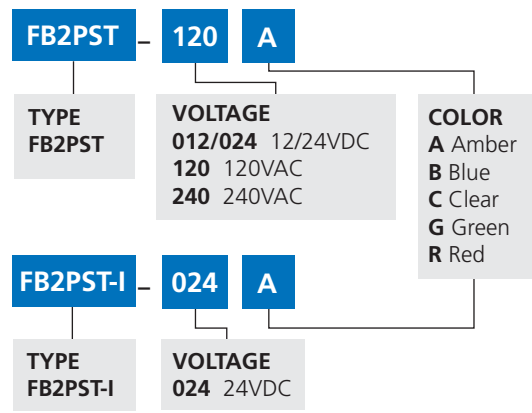 FB2PST – 120 A
TYPE
FB2PST
VOLTAGE
012/024 12/24VDC
120 120VAC
240 240VAC
COLOR
A Amber
B Blue
C Clear
G Green
R Red
FB2PST-I – 024 A
TYPE
FB2PST-I
VOLTAGE
024 24VDC